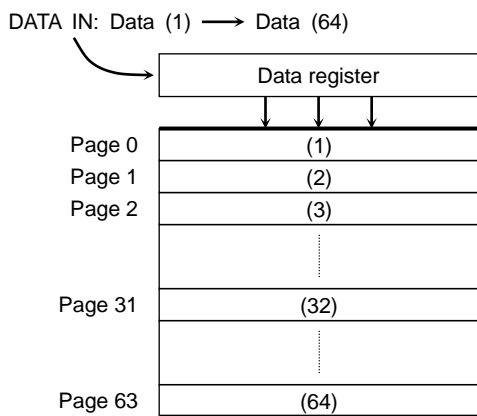 DATA IN: Data (1) Data (64)
Data register
Page 0 (1)
Page 1 (2)
Page 2 (3)
Page 31 (32)
Page 63 (64)